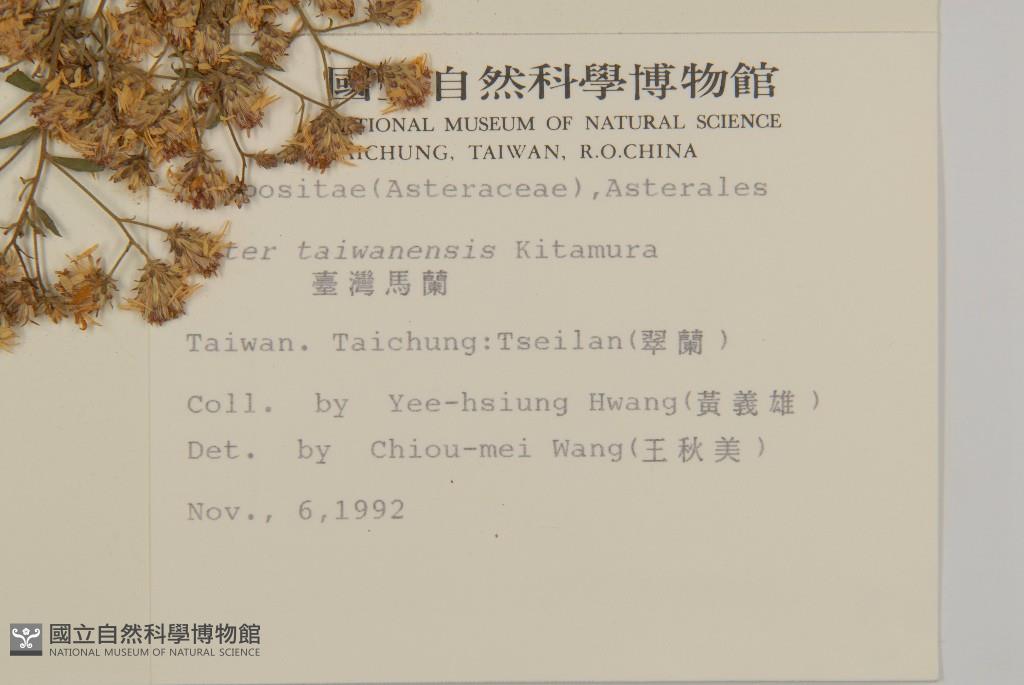 國立自然科學博物館
NATIONAL MUSEUM OF NATURAL SCIENCE
TAICHUNG, TAIWAN, R.O.CHINA
positae(Asteraceae),Asterales
ter taiwanensis Kitamura
臺灣馬蘭
Taiwan. Taichung:Tseilan(翠蘭)
Coll. by Yee-hsiung Hwang(黃義雄)
Det. by Chiou-mei Wang(王秋美)
Nov., 6,1992
國立自然科學博物館
NATIONAL MUSEUM OF NATURAL SCIENCE